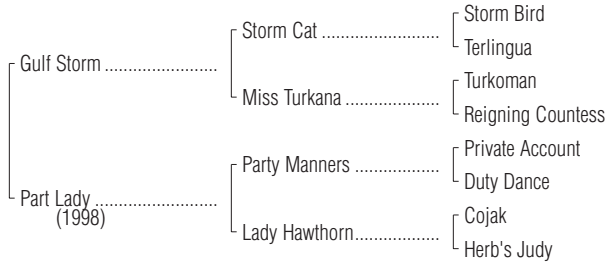 Storm Bird
Storm Cat ........................
Terlingua
Gulf Storm .......................
Turkoman
Miss Turkana ...................
Reigning Countess
Private Account
Party Manners .................
Duty Dance
Part Lady .........................
(1998)
Cojak
Lady Hawthorn.................
Herb's Judy